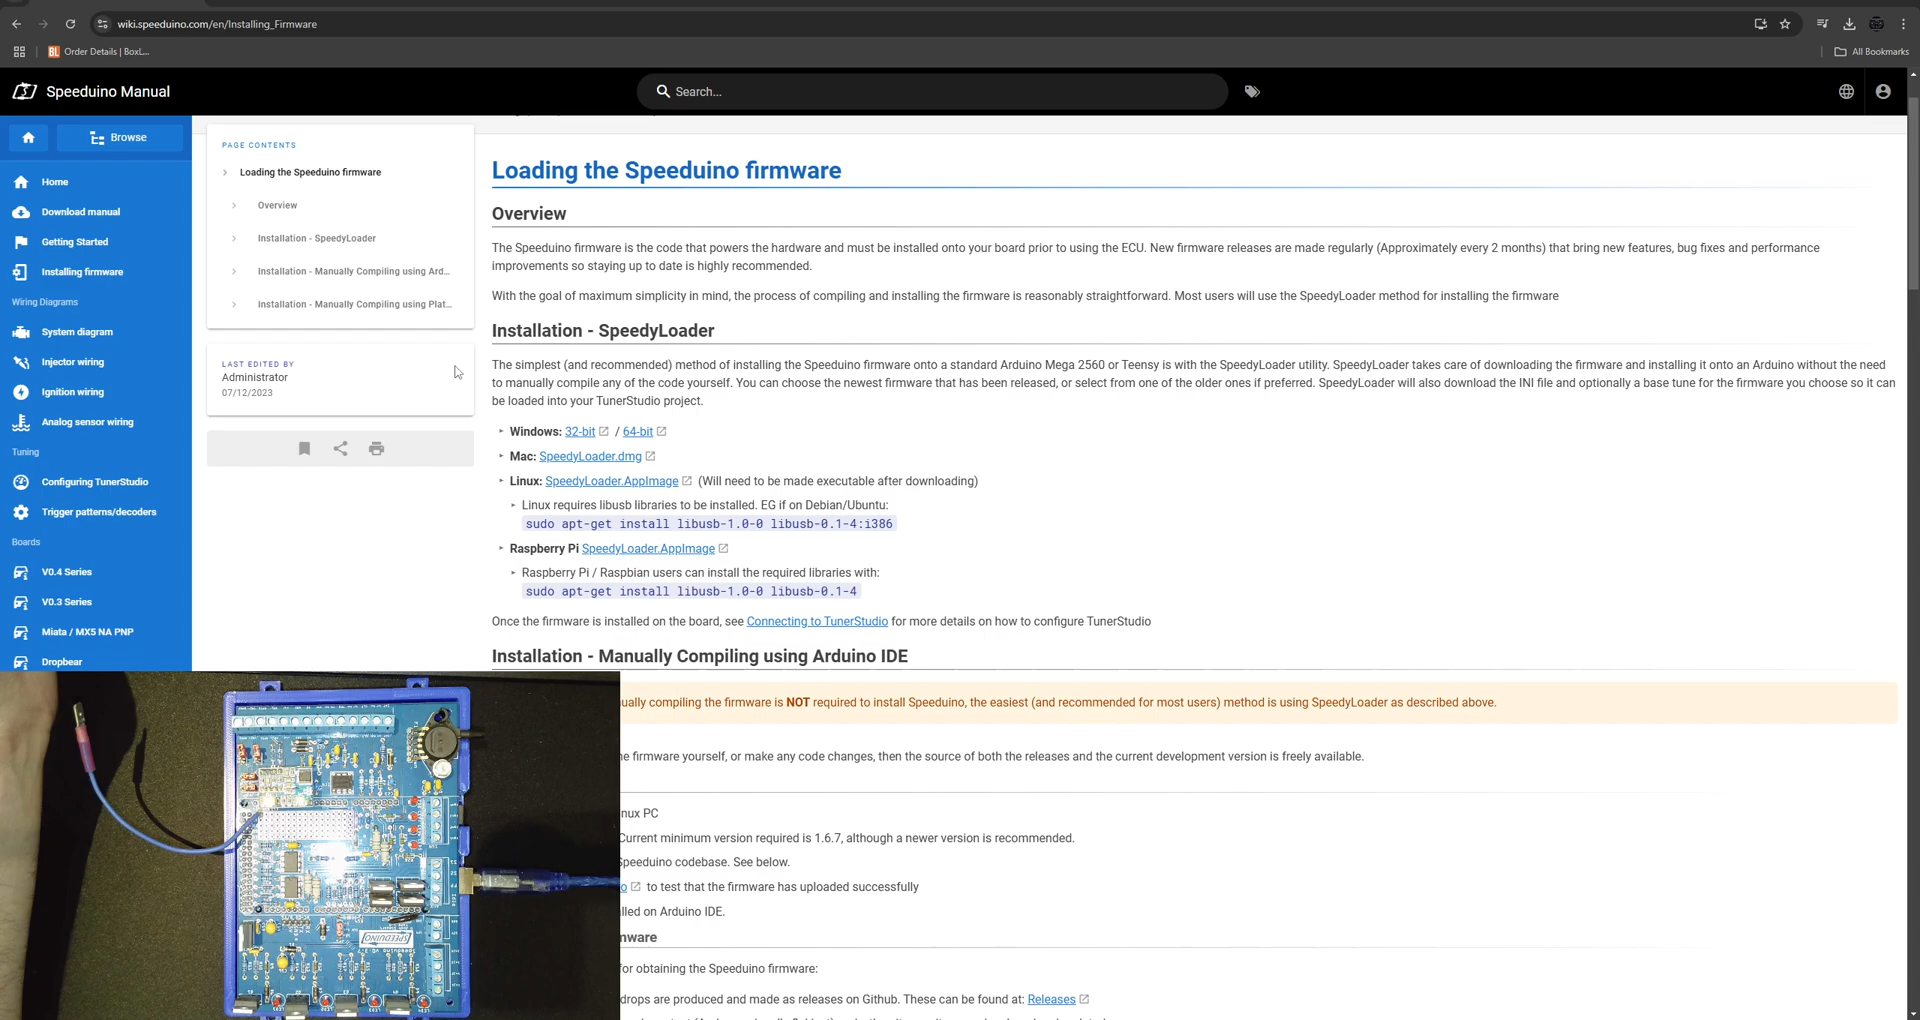 wiki.speeduino.com/en/Installing_Firmware
BL Order Details | BoxL...
All Bookmarks
Speeduino Manual
Search...
Browse
Home
Download manual
Getting Started
Installing firmware
Wiring Diagrams
System diagram
Injector wiring
Ignition wiring
Analog sensor wiring
Tuning
Configuring TunerStudio
Trigger patterns/decoders
Boards
V0.4 Series
V0.3 Series
Miata / MX5 NA PNP
Dropbear
PAGE CONTENTS
Loading the Speeduino firmware
Overview
Installation - SpeedyLoader
Installation - Manually Compiling using Ard...
Installation - Manually Compiling using Plat...
LAST EDITED BY
Administrator
07/12/2023
Loading the Speeduino firmware
Overview
The Speeduino firmware is the code that powers the hardware and must be installed onto your board prior to using the ECU. New firmware releases are made regularly (Approximately every 2 months) that bring new features, bug fixes and performance
improvements so staying up to date is highly recommended.
With the goal of maximum simplicity in mind, the process of compiling and installing the firmware is reasonably straightforward. Most users will use the SpeedyLoader method for installing the firmware
Installation - SpeedyLoader
The simplest (and recommended) method of installing the Speeduino firmware onto a standard Arduino Mega 2560 or Teensy is with the SpeedyLoader utility. SpeedyLoader takes care of downloading the firmware and installing it onto an Arduino without the need
to manually compile any of the code yourself. You can choose the newest firmware that has been released, or select from one of the older ones if preferred. SpeedyLoader will also download the INI file and optionally a base tune for the firmware you choose so it can
be loaded into your TunerStudio project.
Windows: 32-bit / 64-bit
Mac: SpeedyLoader.dmg
Linux: SpeedyLoader.AppImage (Will need to be made executable after downloading)
Linux requires libusb libraries to be installed. EG if on Debian/Ubuntu:
sudo apt-get install libusb-1.0-0 libusb-0.1-4:i386
Raspberry Pi SpeedyLoader.AppImage
Raspberry Pi / Raspbian users can install the required libraries with:
sudo apt-get install libusb-1.0-0 libusb-0.1-4
Once the firmware is installed on the board, see Connecting to TunerStudio for more details on how to configure TunerStudio
Installation - Manually Compiling using Arduino IDE
ually compiling the firmware is NOT required to install Speeduino, the easiest (and recommended for most users) method is using SpeedyLoader as described above.
he firmware yourself, or make any code changes, then the source of both the releases and the current development version is freely available.
nux PC
Current minimum version required is 1.6.7, although a newer version is recommended.
Speeduino codebase. See below.
o to test that the firmware has uploaded successfully
lled on Arduino IDE.
mware
for obtaining the Speeduino firmware:
drops are produced and made as releases on Github. These can be found at: Releases
SPEEDUINO